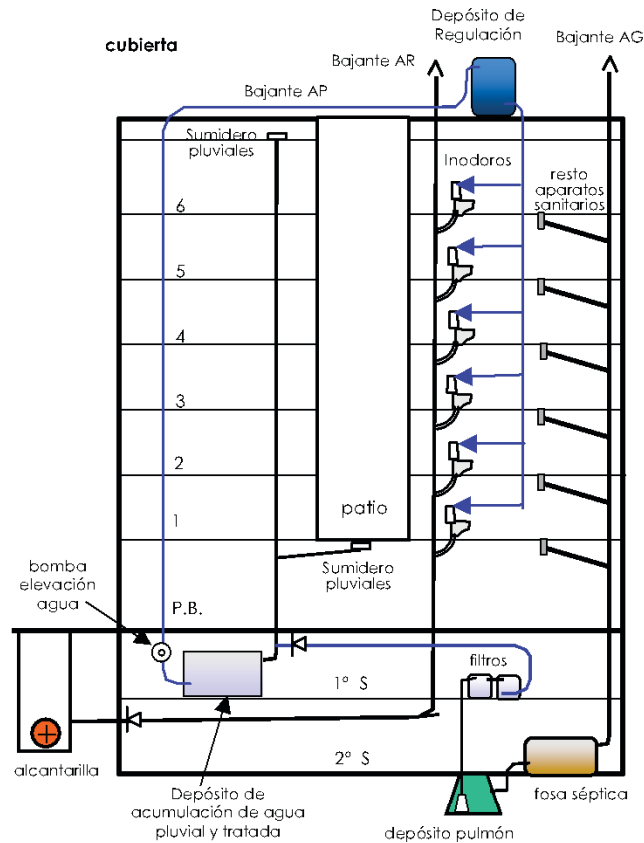 Depósito de
Regulación
cubierta
Bajante AR
Bajante AG
Bajante AP
Sumidero
pluviales
Inodoros
resto
aparatos
sanitarios
6
5
4
3
2
1
patio
Sumidero
pluviales
bomba
elevación
agua
P.B.
filtros
1º S
2º S
alcantarilla
Depósito de
acumulación de agua
pluvial y tratada
depósito pulmón
fosa séptica